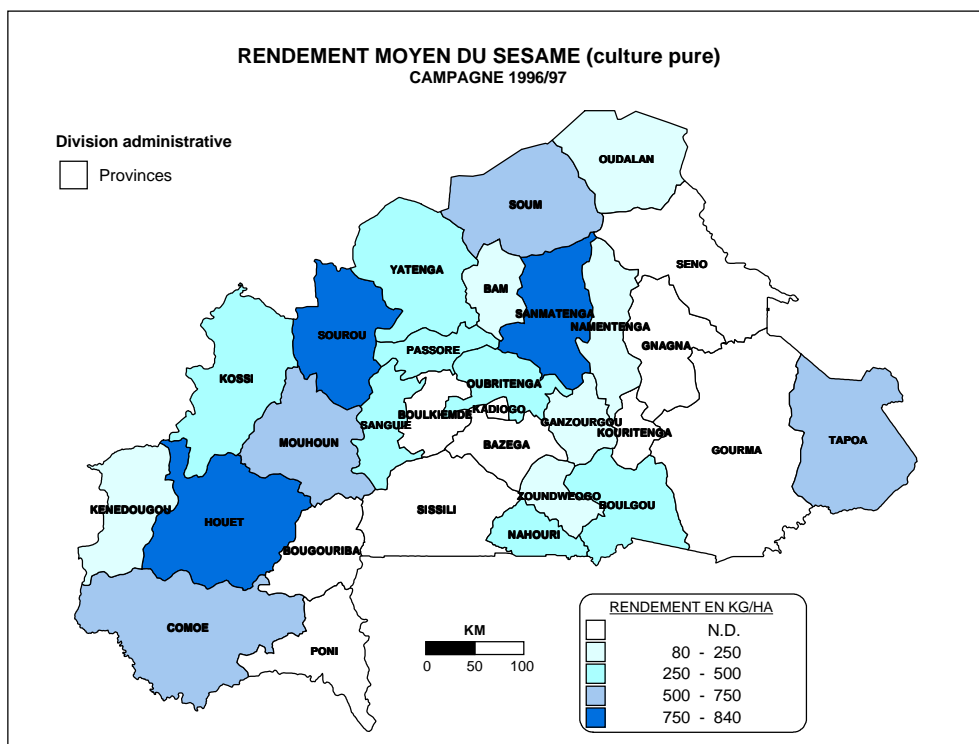 RENDEMENT MOYEN DU SESAME (culture pure)
CAMPAGNE 1996/97
Division administrative
Provinces
OUDALAN
SOUM
SENO
YATENGA
BAM
SANMATENGA
NAMENTENGA
SOUROU
GNAGNA
PASSORE
KOSSI
OUBRITENGA
KADIOGO
BOULKIEMDE
SANGUIE
GANZOURGOU
KOURITENGA
MOUHOUN
BAZEGA
GOURMA
TAPOA
ZOUNDWEOGO
BOULGOU
KENEDOUGOU
HOUET
SISSILI
NAHOURI
BOUGOURIBA
COMOE
PONI
KM
0 50 100
RENDEMENT EN KG/HA
N.D.
80 - 250
250 - 500
500 - 750
750 - 840